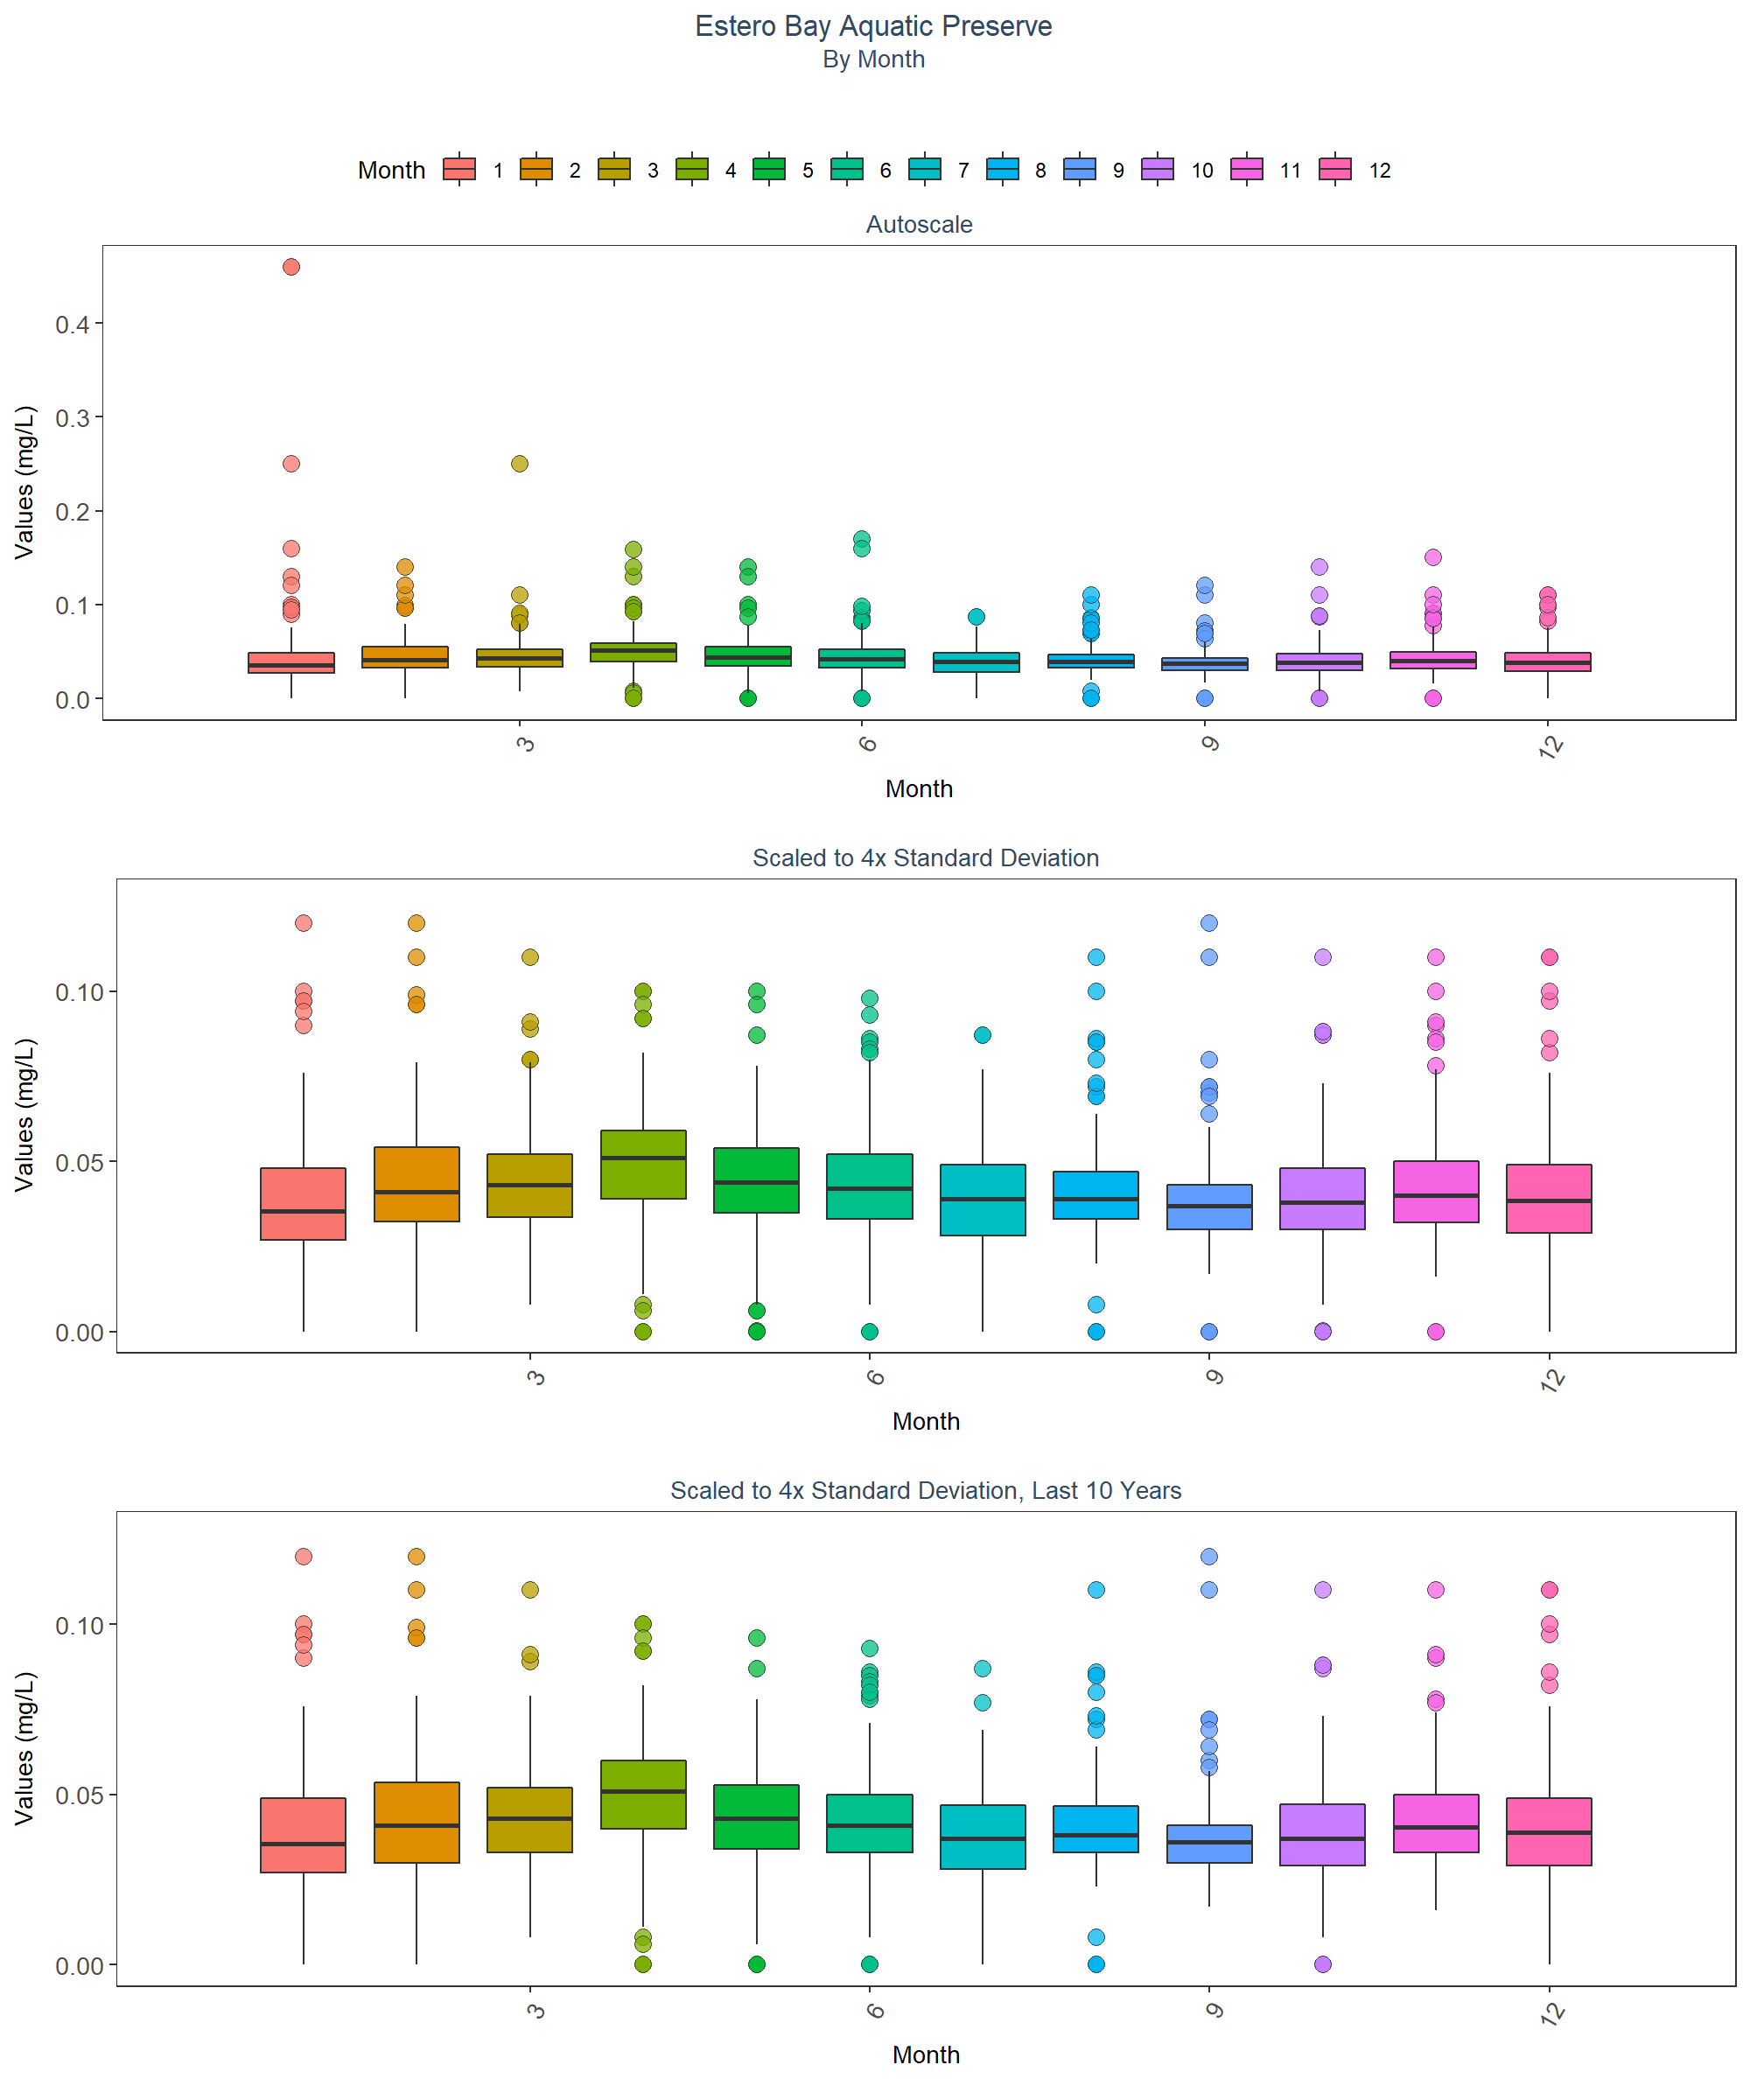 Estero Bay Aquatic Preserve
By Month
Month 1 2 3 4 5 6 7 8 9 10 11 12
Autoscale
Values (mg/L)
0.4
0.3
0.2
0.1
0.0
3 6 9 12
Month
Scaled to 4x Standard Deviation
Values (mg/L)
0.10
0.05
0.00
3 6 9 12
Month
Scaled to 4x Standard Deviation, Last 10 Years
Values (mg/L)
0.10
0.05
0.00
3 6 9 12
Month